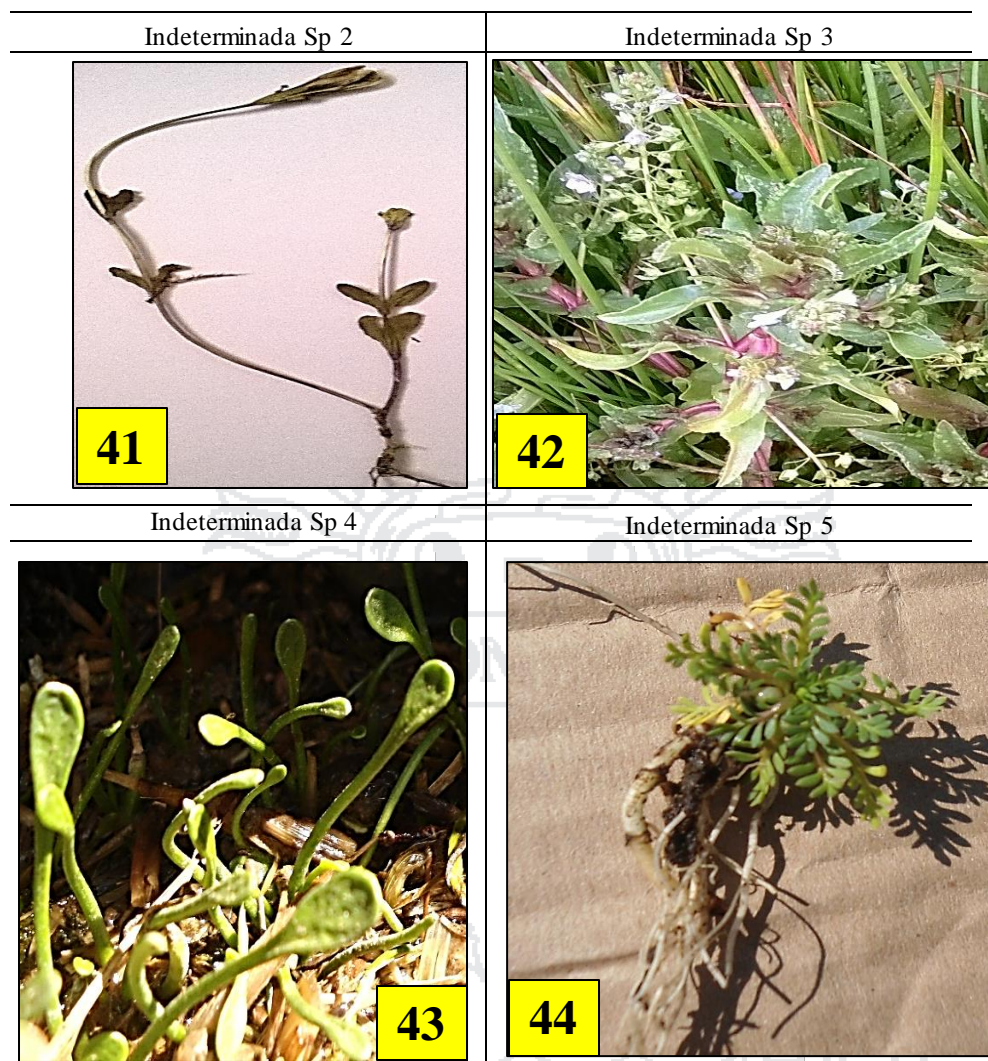 Indeterminada Sp 2
Indeterminada Sp 3
41
42
Indeterminada Sp 4
Indeterminada Sp 5
43
44